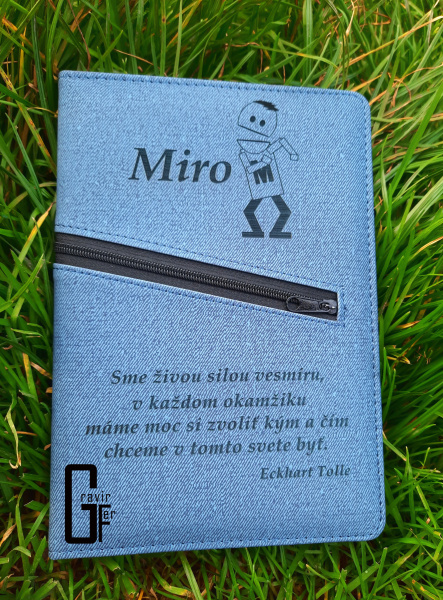 Miro
M
Sme živou silou vesmíru,
v každom okamžiku
máme moc si zvoliť kým a čím
chceme v tomto svete byť.
Eckhart Tolle
Gravír
Fer